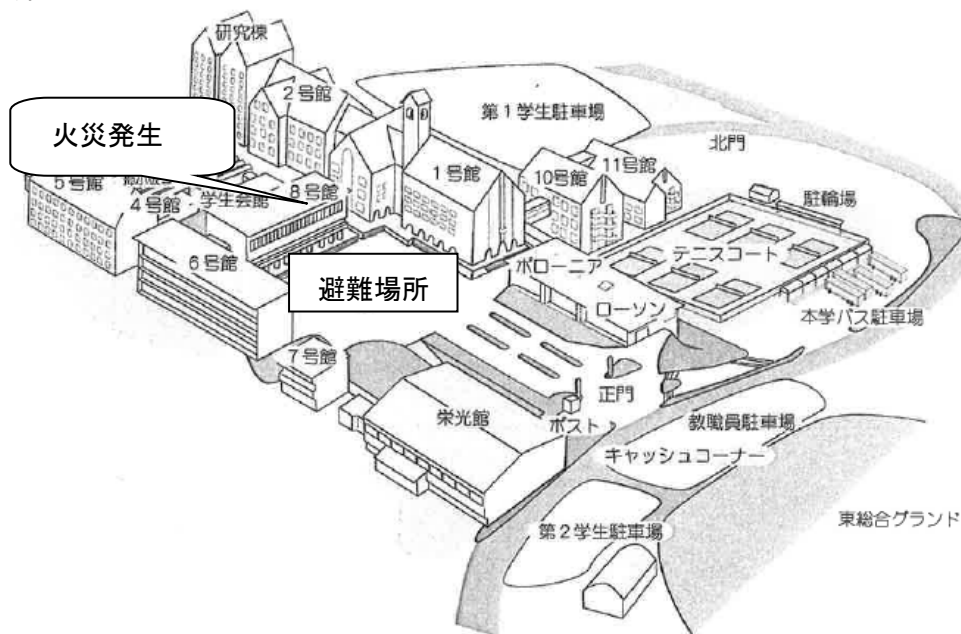 研究棟
2号館
火災発生
第1学生駐車場
北門
5号館
4号館
学生会館
8号館
1号館
10号館
11号館
駐輪場
6号館
避難場所
ポローニア
テニスコート
ローソン
本学バス駐車場
7号館
正門
栄光館
ポスト
教職員駐車場
キャッシュコーナー
第2学生駐車場
東総合グランド